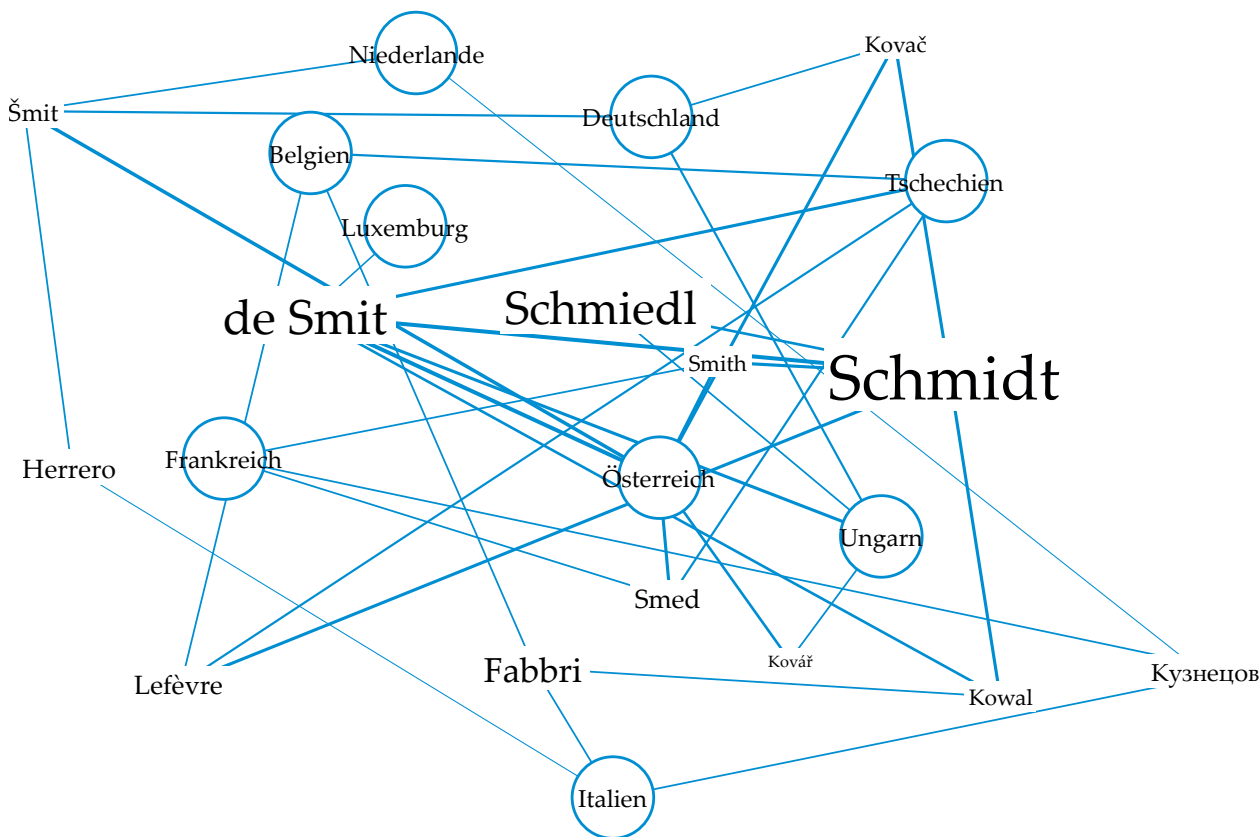 Kovač
Niederlande
Šmit
Deutschland
Belgien
Tschechien
Luxemburg
de Smit
Schmiedl
Smith
Schmidt
Herrero
Frankreich
Österreich
Ungarn
Smed
Kovář
Lefèvre
Fabbri
Kowal
Кузнецов
Italien